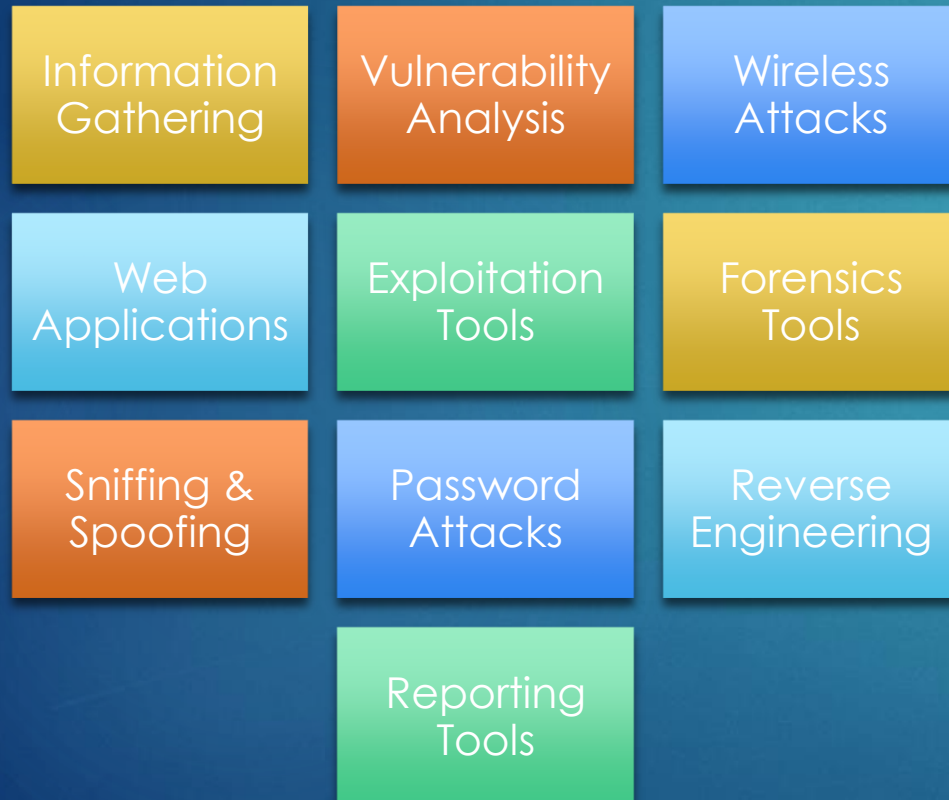 Information
Gathering
Vulnerability
Analysis
Wireless
Attacks
Web
Applications
Exploitation
Tools
Forensics
Tools
Sniffing &
Spoofing
Password
Attacks
Reverse
Engineering
Reporting
Tools